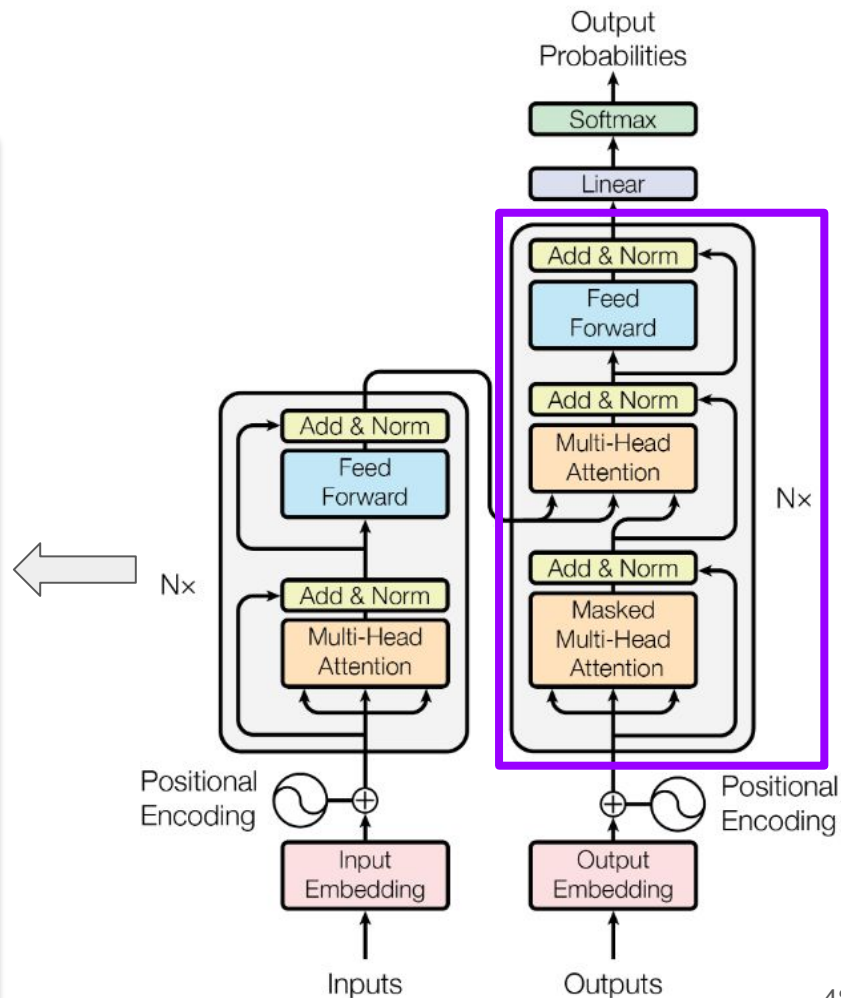 Output
Probabilities
Softmax
Linear
Add & Norm
Feed
Forward
Add & Norm
Multi-Head
Attention
Nx
Add & Norm
Masked
Multi-Head
Attention
Add & Norm
Feed
Forward
Nx
Add & Norm
Multi-Head
Attention
Positional
Encoding
Positional
Encoding
Input
Embedding
Output
Embedding
Inputs
Outputs